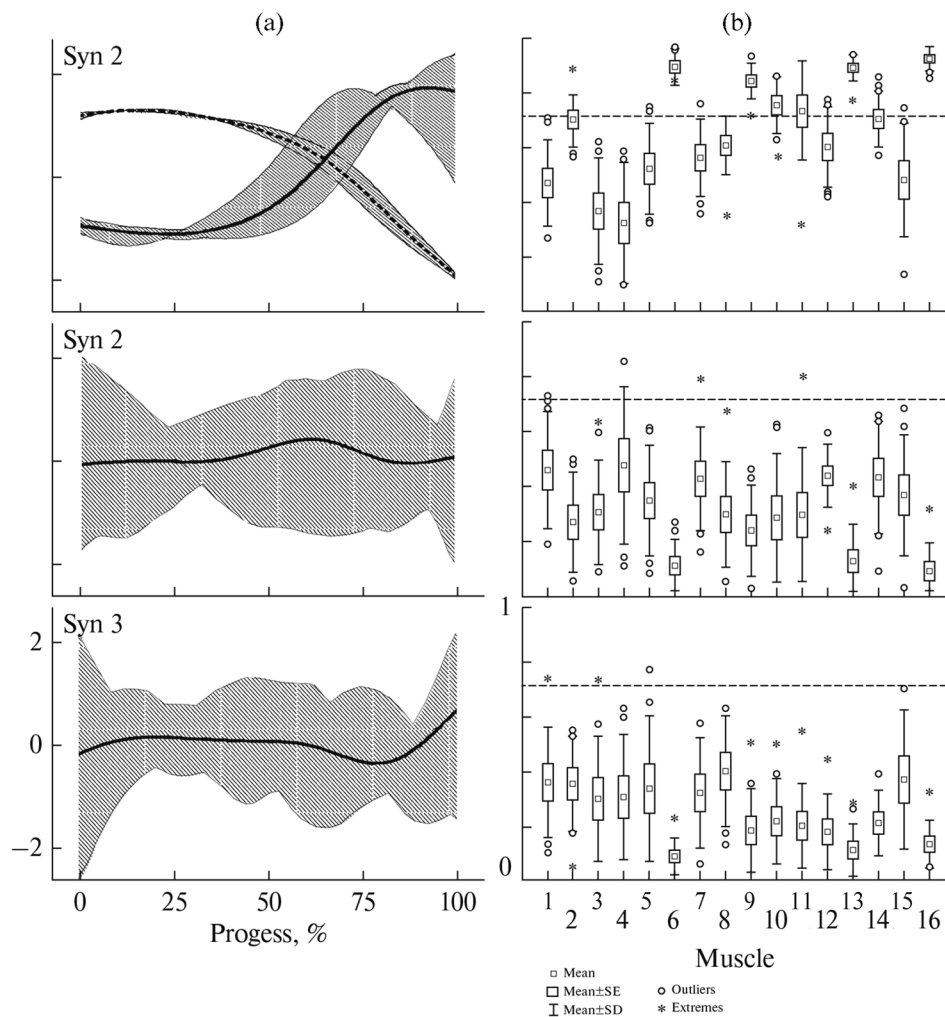 (a)
(b)
Syn 2
Syn 2
Syn 3
2
0
−2
0 25 50 75 100
Progess, %
1
0
1 3 5 7 9 11 13 15
2 4 6 8 10 12 14 16
Muscle
Mean
Mean±SE
Mean±SD
Outliers
* Extremes